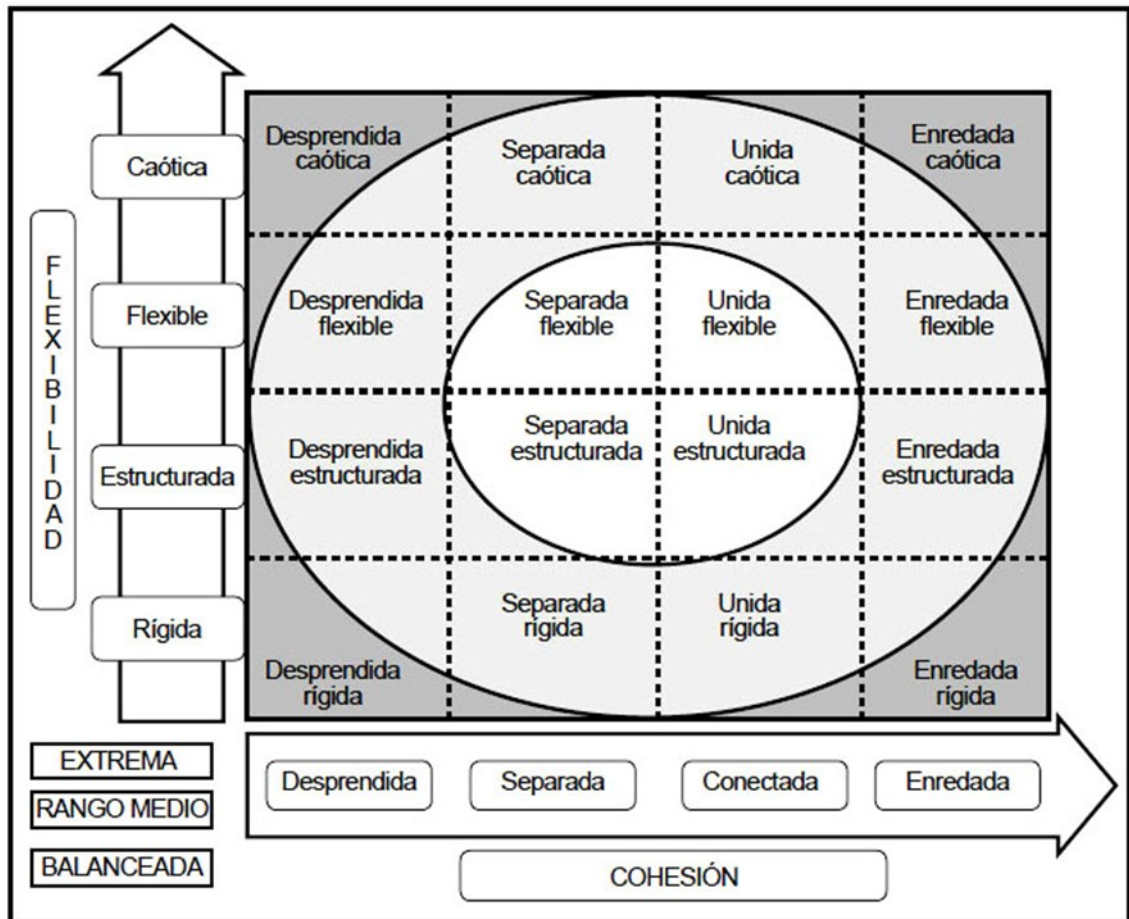 Caótica
Flexible
Estructurada
Rígida
FLEXIBILIDAD
Desprendida
caótica
Separada
caótica
Unida
caótica
Enredada
caótica
Desprendida
flexible
Separada
flexible
Unida
flexible
Enredada
flexible
Desprendida
estructurada
Separada
estructurada
Unida
estructurada
Enredada
estructurada
Desprendida
rígida
Separada
rígida
Unida
rígida
Enredada
rígida
EXTREMA
RANGO MEDIO
BALANCEADA
Desprendida
Separada
Conectada
Enredada
COHESIÓN